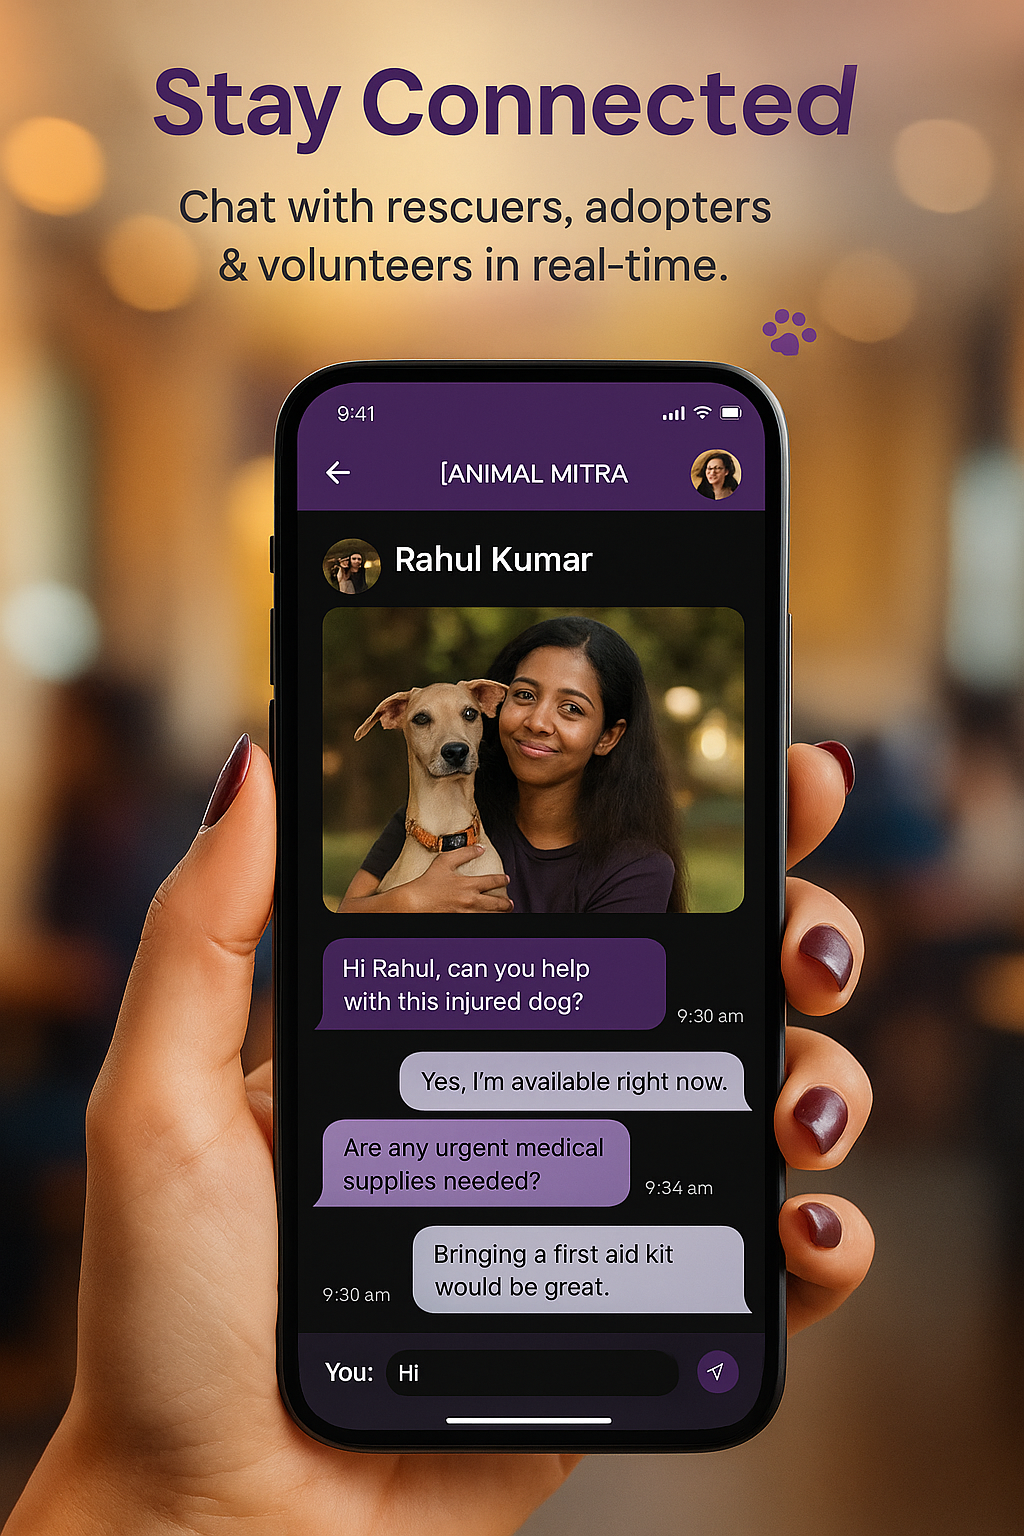 Stay Connected
Chat with rescuers, adopters
& volunteers in real-time.
9:41
[ANIMAL MITRA
Rahul Kumar
Hi Rahul, can you help
with this injured dog?
9:30 am
Yes, I'm available right now.
Are any urgent medical
supplies needed?
9:34 am
Bringing a first aid kit
would be great.
9:30 am
You: Hi